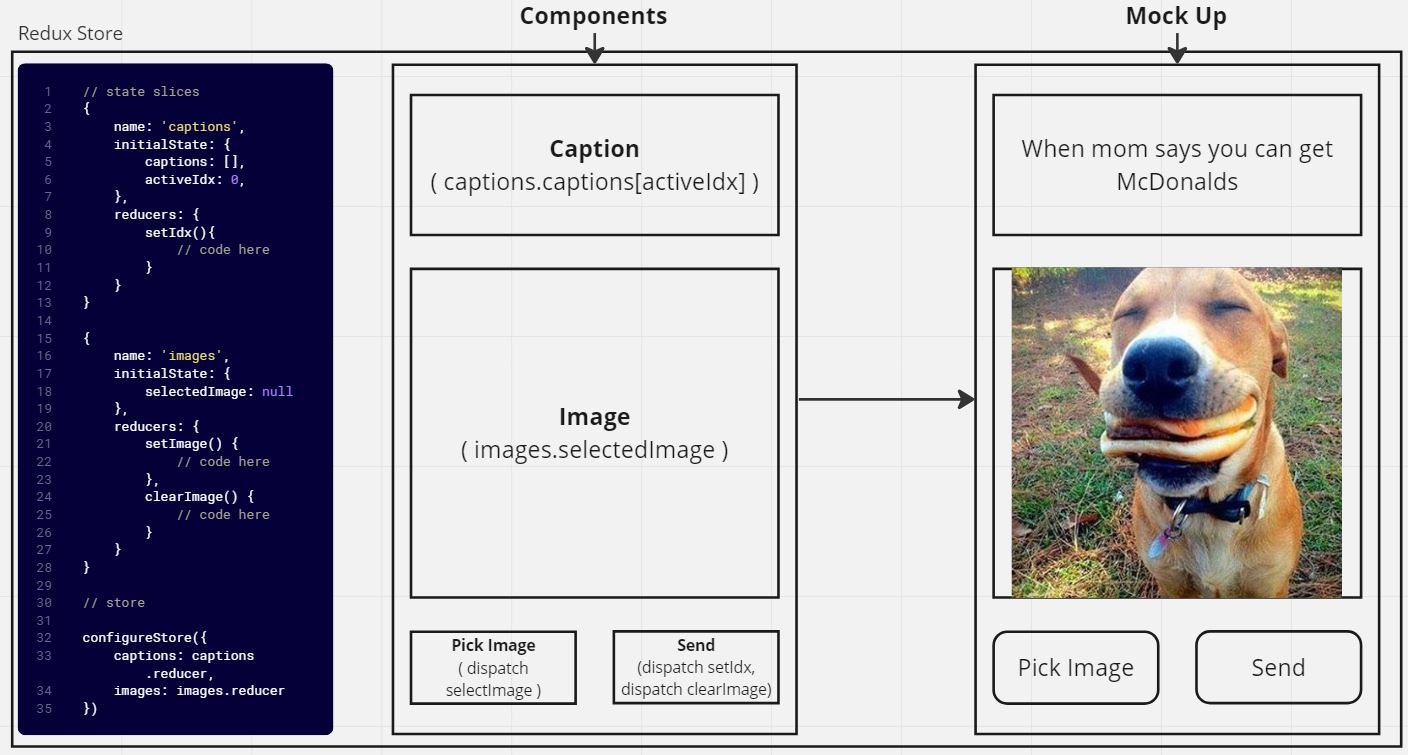 Components
Mock Up
Redux Store
1 // state slices
2 {
3 name: 'captions',
4 initialState: {
5 captions: [],
6 activeIdx: 0,
7 },
8 reducers: {
9 setIdx(){
10 // code here
11 }
12 }
13 }
14
15 {
16 name: 'images',
17 initialState: {
18 selectedImage: null
19 },
20 reducers: {
21 setImage() {
22 // code here
23 },
24 clearImage() {
25 // code here
26 }
27 }
28 }
29
30 // store
31
32 configureStore({
33 captions: captions
.reducer,
34 images: images.reducer
35 })
Caption
( captions.captions[activeIdx] )
Image
( images.selectedImage )
Pick Image
( dispatch
selectImage )
Send
(dispatch setIdx,
dispatch clearImage)
When mom says you can get
McDonalds
Pick Image
Send